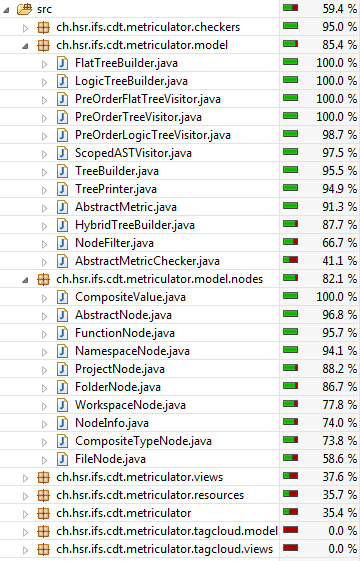 src 59.4 %
ch.hsr.ifs.cdt.metriculator.checkers 95.0 %
ch.hsr.ifs.cdt.metriculator.model 85.4 %
FlatTreeBuilder.java 100.0 %
LogicTreeBuilder.java 100.0 %
PreOrderFlatTreeVisitor.java 100.0 %
PreOrderTreeVisitor.java 100.0 %
PreOrderLogicTreeVisitor.java 98.7 %
ScopedASTVisitor.java 97.5 %
TreeBuilder.java 95.5 %
TreePrinter.java 94.9 %
AbstractMetric.java 91.3 %
HybridTreeBuilder.java 87.7 %
NodeFilter.java 66.7 %
AbstractMetricChecker.java 41.1 %
ch.hsr.ifs.cdt.metriculator.model.nodes 82.1 %
CompositeValue.java 100.0 %
AbstractNode.java 96.8 %
FunctionNode.java 95.7 %
NamespaceNode.java 94.1 %
ProjectNode.java 88.2 %
FolderNode.java 86.7 %
WorkspaceNode.java 77.8 %
NodeInfo.java 74.0 %
CompositeTypeNode.java 73.8 %
FileNode.java 58.6 %
ch.hsr.ifs.cdt.metriculator.views 37.6 %
ch.hsr.ifs.cdt.metriculator.resources 35.7 %
ch.hsr.ifs.cdt.metriculator 35.4 %
ch.hsr.ifs.cdt.metriculator.tagcloud.model 0.0 %
ch.hsr.ifs.cdt.metriculator.tagcloud.views 0.0 %